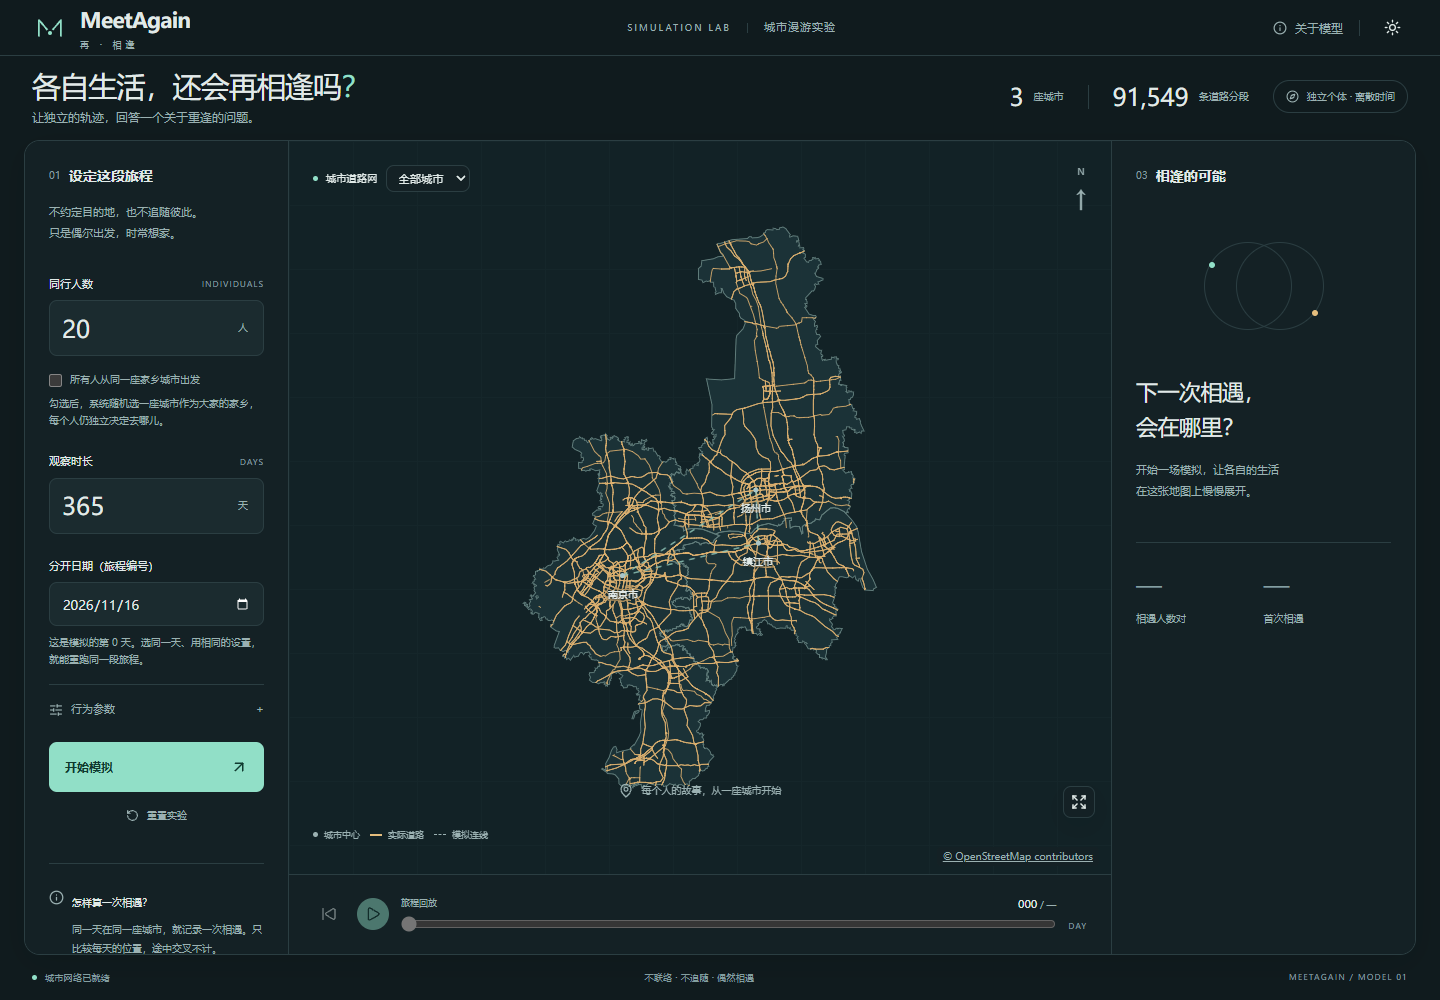 MeetAgain
再 · 相逢
SIMULATION LAB
城市漫游实验
关于模型
各自生活，还会再相逢吗？
让独立的轨迹，回答一个关于重逢的问题。
3 座城市
91,549 条道路分段
独立个体 · 离散时间
01 设定这段旅程
不约定目的地，也不追随彼此。
只是偶尔出发，时常想家。
同行人数
INDIVIDUALS
20
人
所有人从同一座家乡城市出发
勾选后，系统随机选一座城市作为大家的家乡，
每个人仍独立决定去哪儿。
观察时长
DAYS
365
天
分开日期（旅程编号）
2026/11/16
这是模拟的第 0 天。选同一天、用相同的设置，
就能重跑同一段旅程。
行为参数
+
开始模拟
重置实验
怎样算一次相遇？
同一天在同一座城市，就记录一次相遇。只
比较每天的位置，途中交叉不计。
城市道路网
全部城市
N
扬州市
镇江市
南京市
每个人的故事，从一座城市开始
城市中心
实际道路
模拟连线
© OpenStreetMap contributors
旅程回放
000 / —
DAY
03 相逢的可能
下一次相遇，
会在哪里？
开始一场模拟，让各自的生活
在这张地图上慢慢展开。
—
—
相遇人数对
首次相遇
城市网络已就绪
不联络 · 不追随 · 偶然相遇
MEETAGAIN / MODEL 01